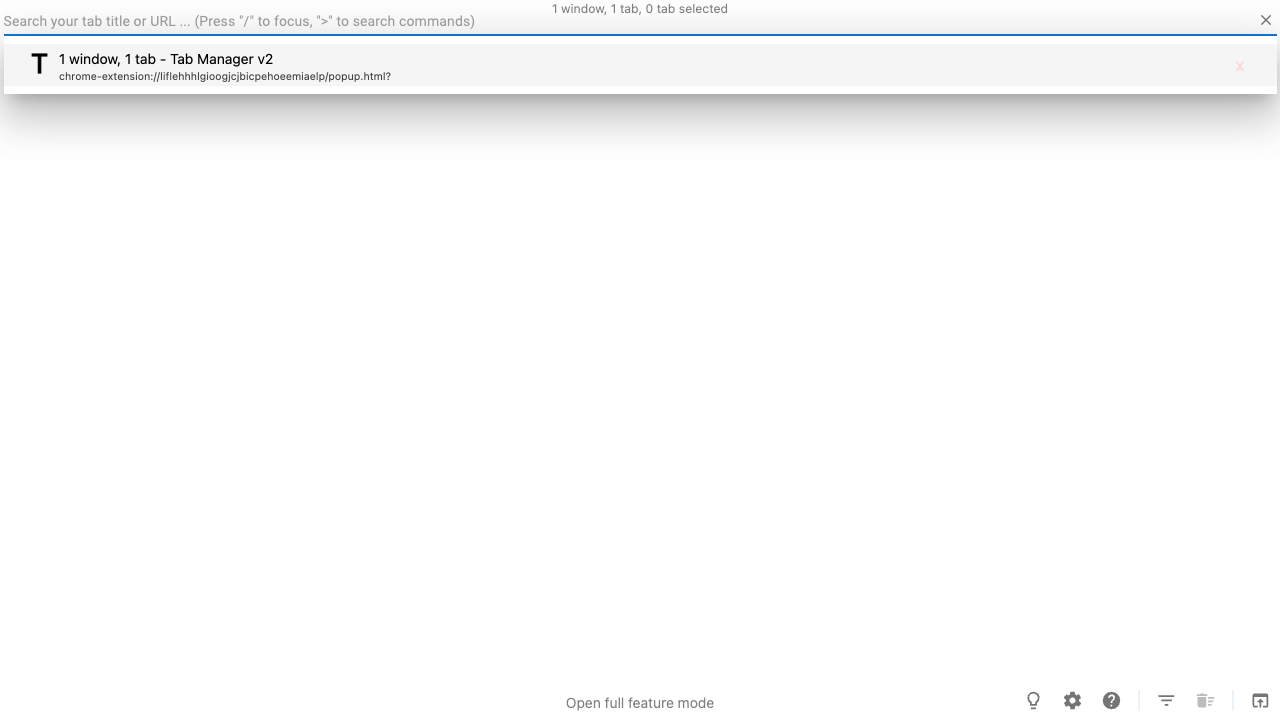 1 window, 1 tab, 0 tab selected
Search your tab title or URL ... (Press "/" to focus, ">" to search commands)
T
1 window, 1 tab - Tab Manager v2
x
chrome-extension://liflehhhlgioogjcjbicpehoeemiaelp/popup.html?
Open full feature mode